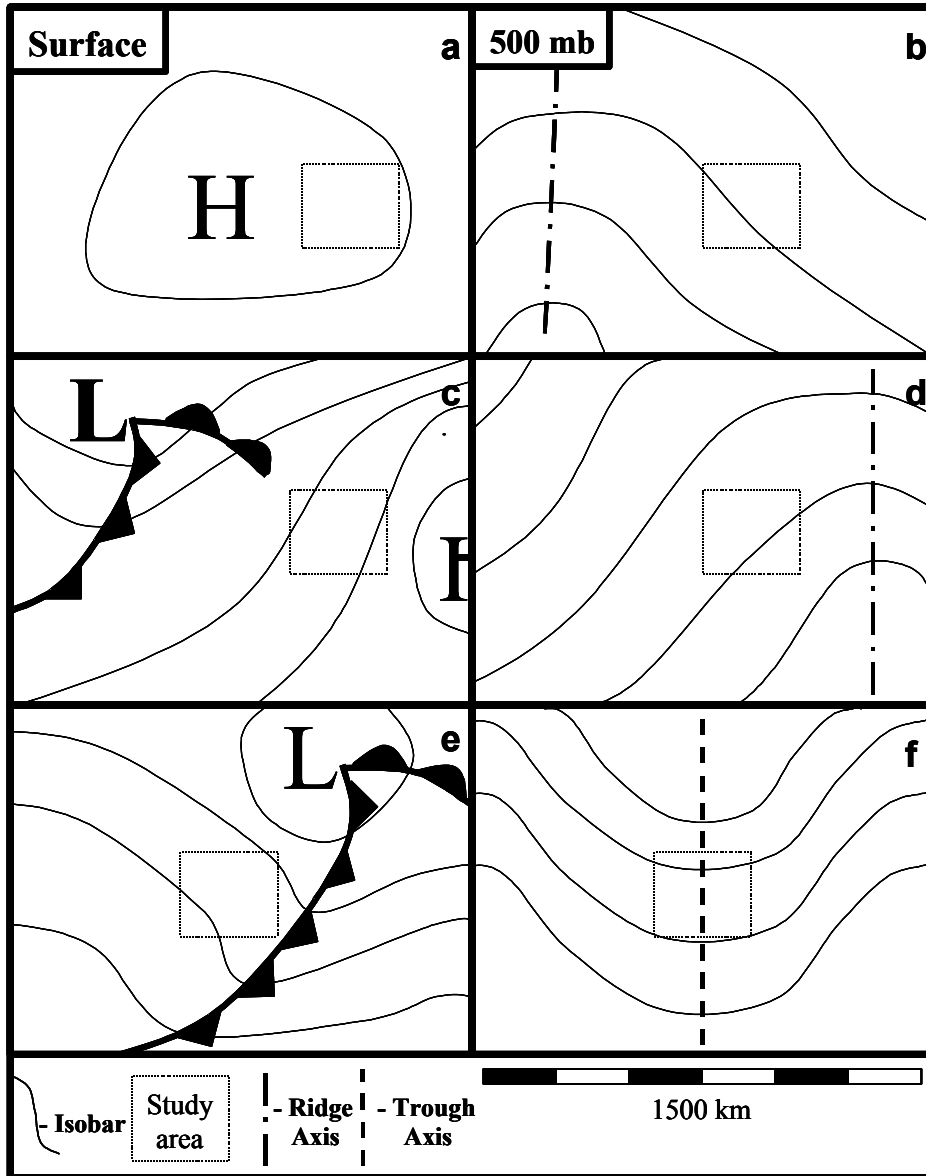 Surface
a
500 mb
b
H
L
c
H
d
L
e
f
- Isobar
Study
area
- Ridge
Axis
- Trough
Axis
1500 km